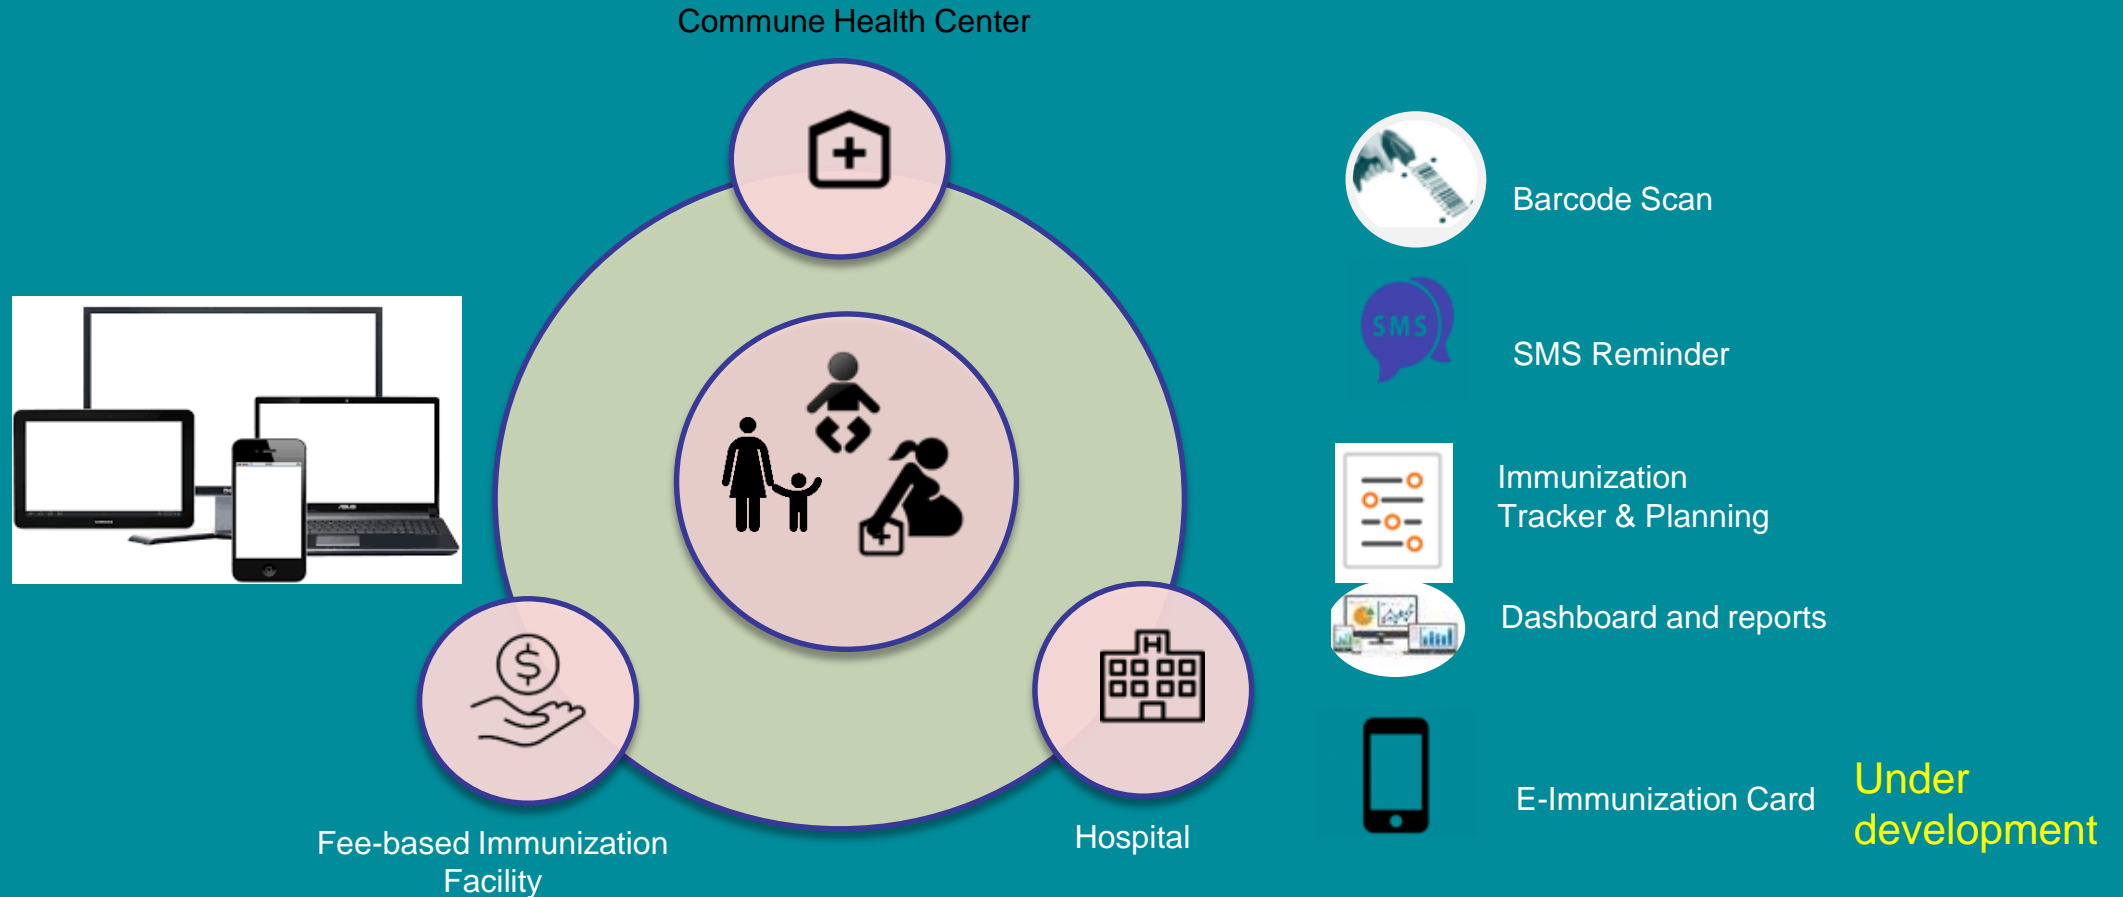 Commune Health Center
Barcode Scan
SMS
SMS Reminder
Immunization
Tracker & Planning
Dashboard and reports
E-Immunization Card
Under
development
Fee-based Immunization
Facility
Hospital
H
ASUS